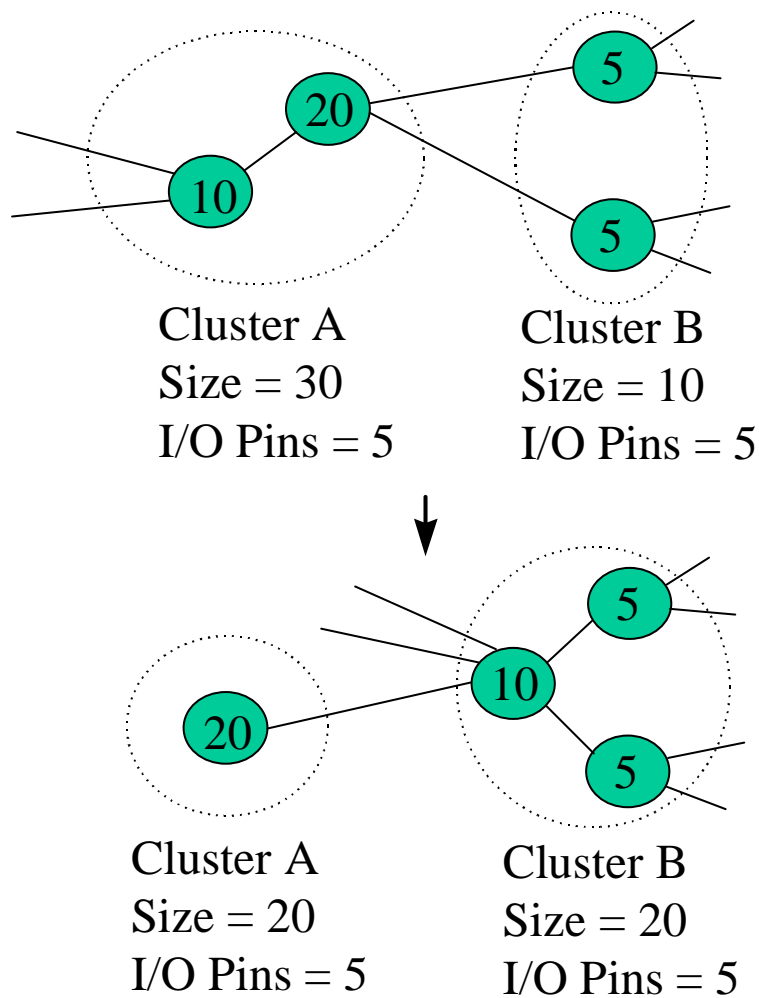 5
20
10
5
Cluster A
Size = 30
I/O Pins = 5
Cluster B
Size = 10
I/O Pins = 5
5
10
20
5
Cluster A
Size = 20
I/O Pins = 5
Cluster B
Size = 20
I/O Pins = 5